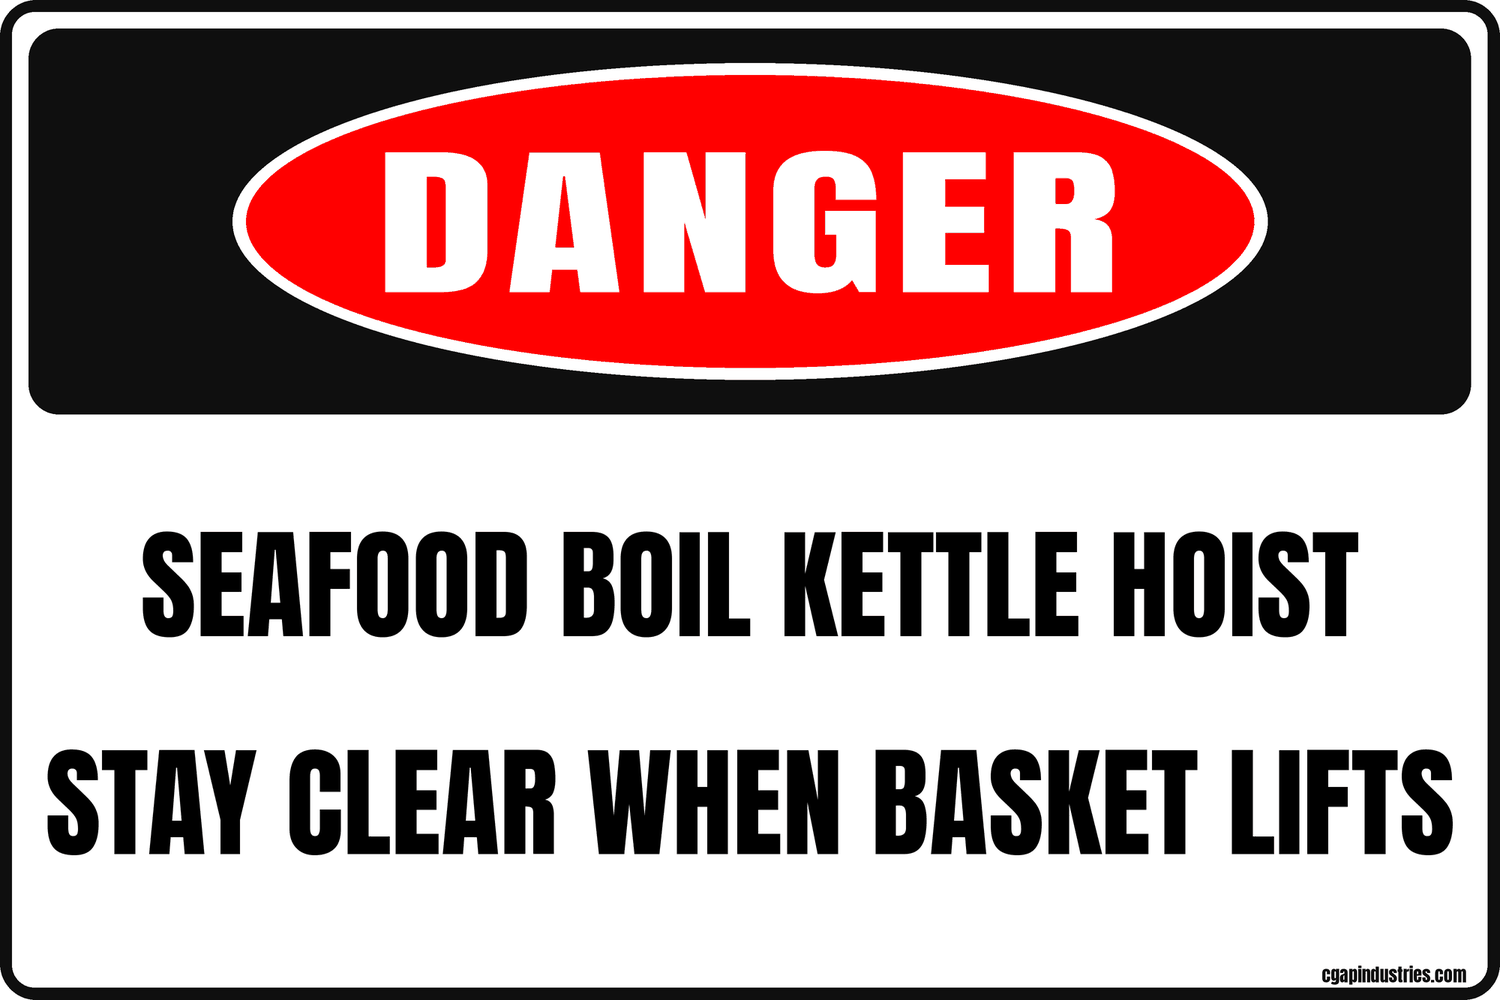 DANGER
SEAFOOD BOIL KETTLE HOIST
STAY CLEAR WHEN BASKET LIFTS
cgapindustries.com